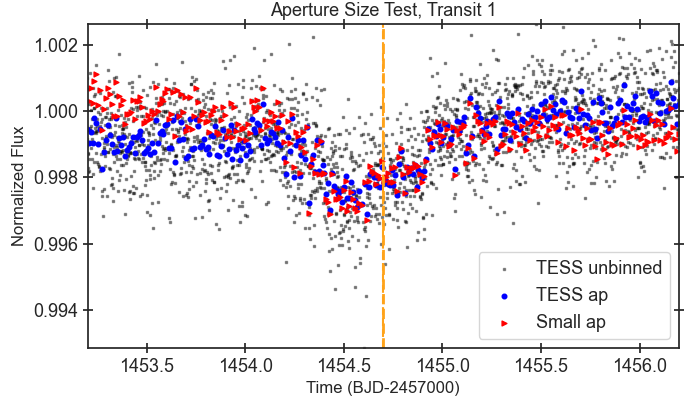 Aperture Size Test, Transit 1
Normalized Flux
1.002
1.000
0.998
0.996
0.994
TESS unbinned
TESS ap
Small ap
1453.5 1454.0 1454.5 1455.0 1455.5 1456.0
Time (BJD-2457000)